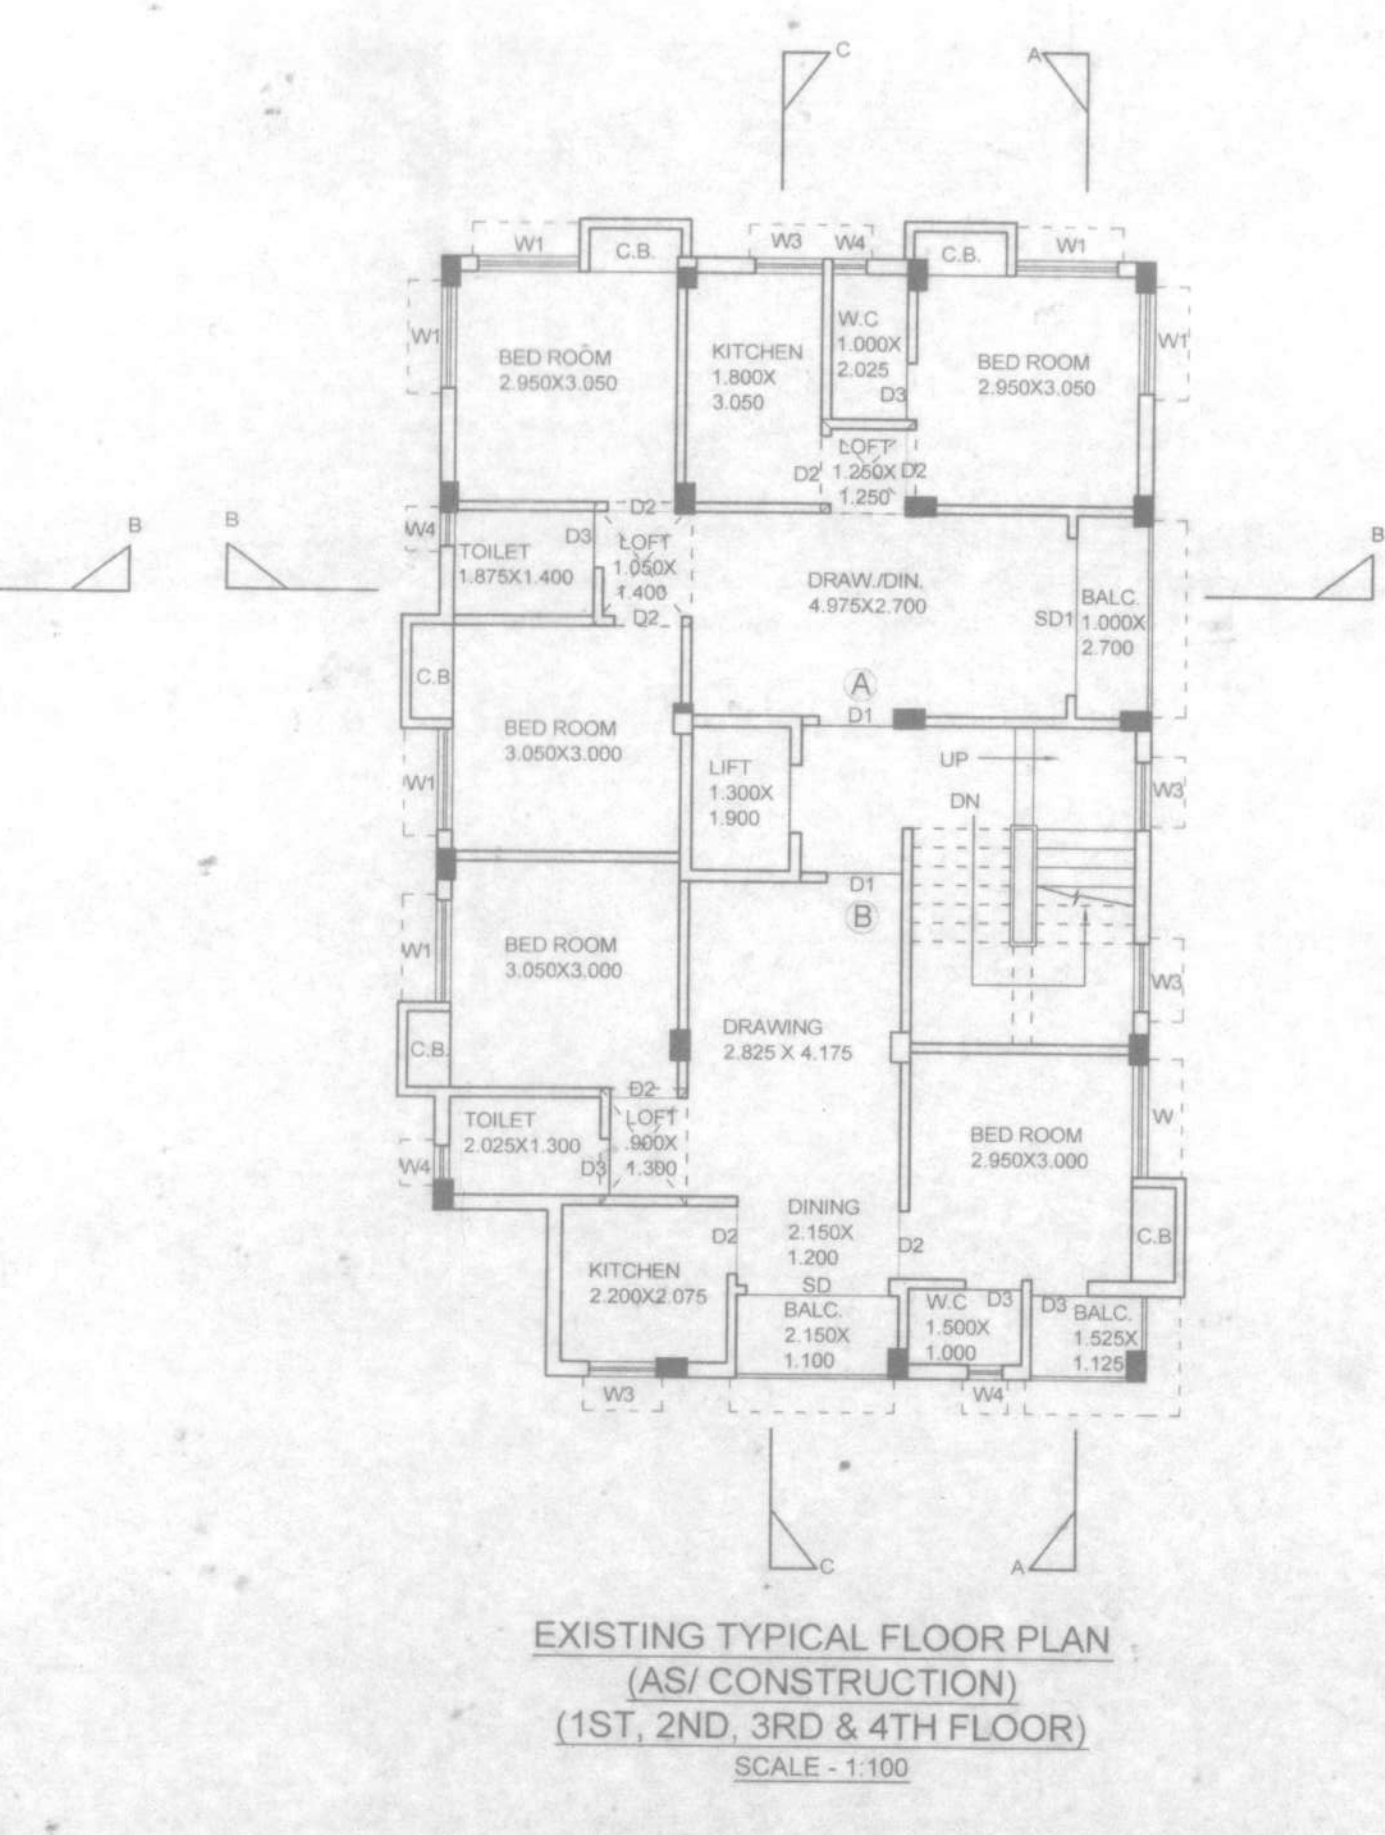 C
A
W1
C.B.
W3
W4
C.B.
W1
W1
BED ROOM
2.950X3.050
KITCHEN
1.800X
3.050
W.C
1.000X
2.025
D3
BED ROOM
2.950X3.050
W1
D2
LOFT
1.250X
1.250
D2
B
B
W4
TOILET
1.875X1.400
D3
D2
LOFT
1.050X
1.400
D2
DRAW./DIN.
4.975X2.700
SD1
BALC.
1.000X
2.700
B
C.B
A
D1
BED ROOM
3.050X3.000
W1
LIFT
1.300X
1.900
UP
DN
W3
D1
B
W1
BED ROOM
3.050X3.000
W3
C.B.
DRAWING
2.825 X 4.175
D2
TOILET
2.025X1.300
D3
W4
LOFT
.900X
1.300
BED ROOM
2.950X3.000
W
C.B
DINING
2.150X
1.200
D2
D2
KITCHEN
2.200X2.075
SD
BALC.
2.150X
1.100
W.C
1.500X
1.000
D3
D3
BALC.
1.525X
1.125
W3
W4
C
A
EXISTING TYPICAL FLOOR PLAN
(AS/ CONSTRUCTION)
(1ST, 2ND, 3RD & 4TH FLOOR)
SCALE - 1:100